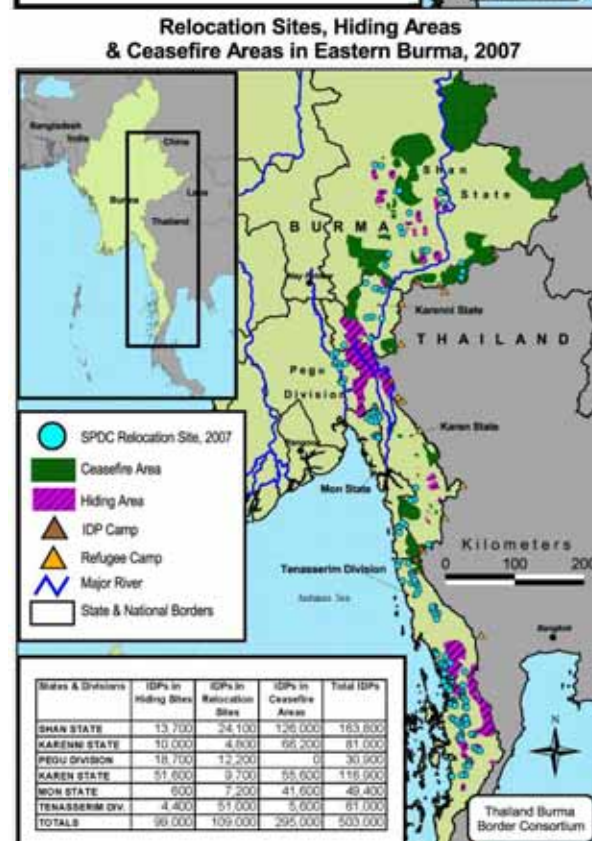 Relocation Sites, Hiding Areas
& Ceasefire Areas in Eastern Burma, 2007
Bangladesh
India
China
Burma
Laos
Thailand
Shan
State
BURMA
Karenni State
THAILAND
Pegu
Division
Karen State
Mon State
Kilometers
0 100 200
Tenasserim Division
Bangkok
N
SPDC Relocation Site, 2007
Ceasefire Area
Hiding Area
IDP Camp
Refugee Camp
Major River
State & National Borders
States & Divisions IDPs in Hiding Sites IDPs in Relocation Sites IDPs in Ceasefire Areas Total IDPs
SHAN STATE 13,700 24,100 126,000 163,800
KARENNI STATE 10,000 4,800 66,200 81,000
PEGU DIVISION 18,700 12,200 0 30,900
KAREN STATE 51,600 9,700 55,600 116,900
MON STATE 600 7,200 41,600 49,400
TENASSERIM DIV. 4,400 51,000 5,600 61,000
TOTALS 99,000 109,000 295,000 503,000
Thailand Burma
Border Consortium